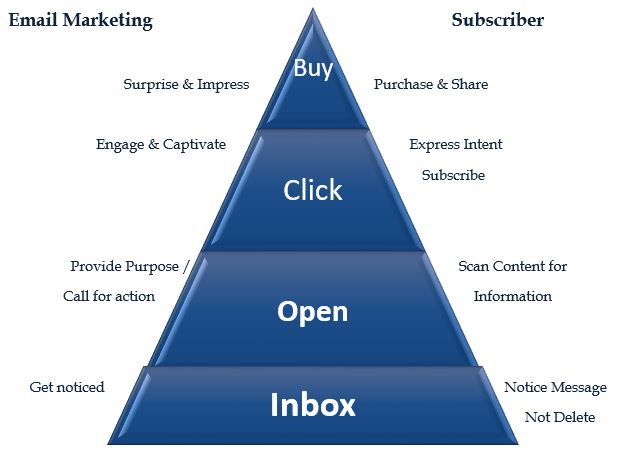 Email Marketing
Subscriber
Buy
Surprise & Impress
Purchase & Share
Engage & Captivate
Express Intent
Subscribe
Click
Provide Purpose /
Call for action
Scan Content for
Information
Open
Get noticed
Notice Message
Not Delete
Inbox